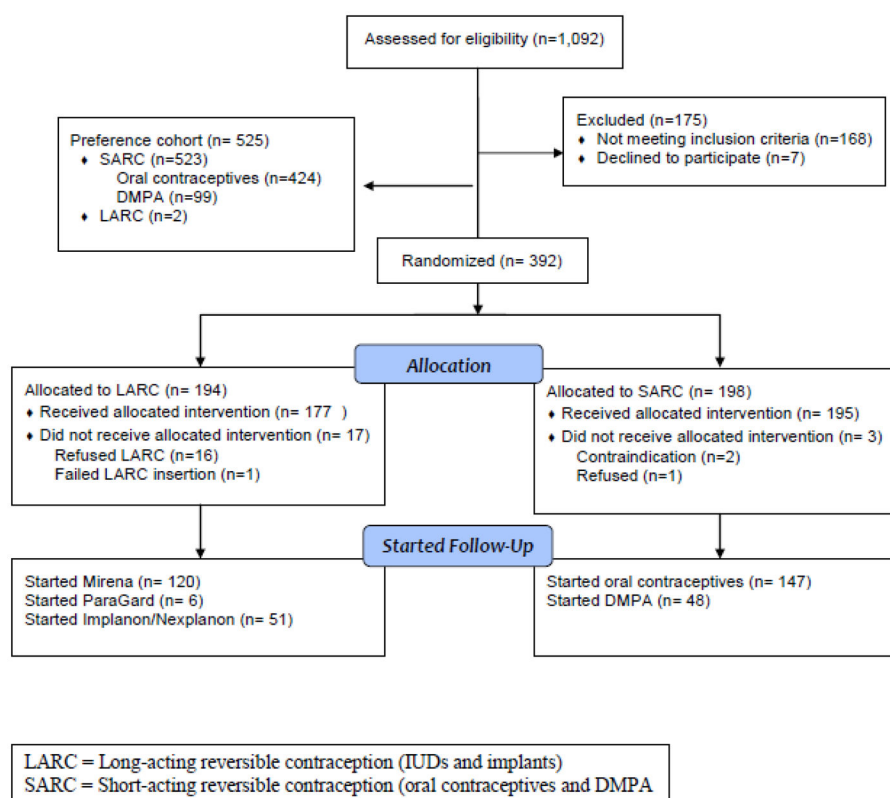 Assessed for eligibility (n=1,092)
Excluded (n=175)
♦ Not meeting inclusion criteria (n=168)
♦ Declined to participate (n=7)
Preference cohort (n= 525)
♦ SARC (n=523)
Oral contraceptives (n=424)
DMPA (n=99)
♦ LARC (n=2)
Randomized (n= 392)
Allocation
Allocated to LARC (n= 194)
♦ Received allocated intervention (n= 177 )
♦ Did not receive allocated intervention (n= 17)
Refused LARC (n=16)
Failed LARC insertion (n=1)
Allocated to SARC (n= 198)
♦ Received allocated intervention (n= 195)
♦ Did not receive allocated intervention (n= 3)
Contraindication (n=2)
Refused (n=1)
Started Follow-Up
Started Mirena (n= 120)
Started ParaGard (n= 6)
Started Implanon/Nexplanon (n= 51)
Started oral contraceptives (n= 147)
Started DMPA (n= 48)
LARC = Long-acting reversible contraception (IUDs and implants)
SARC = Short-acting reversible contraception (oral contraceptives and DMPA